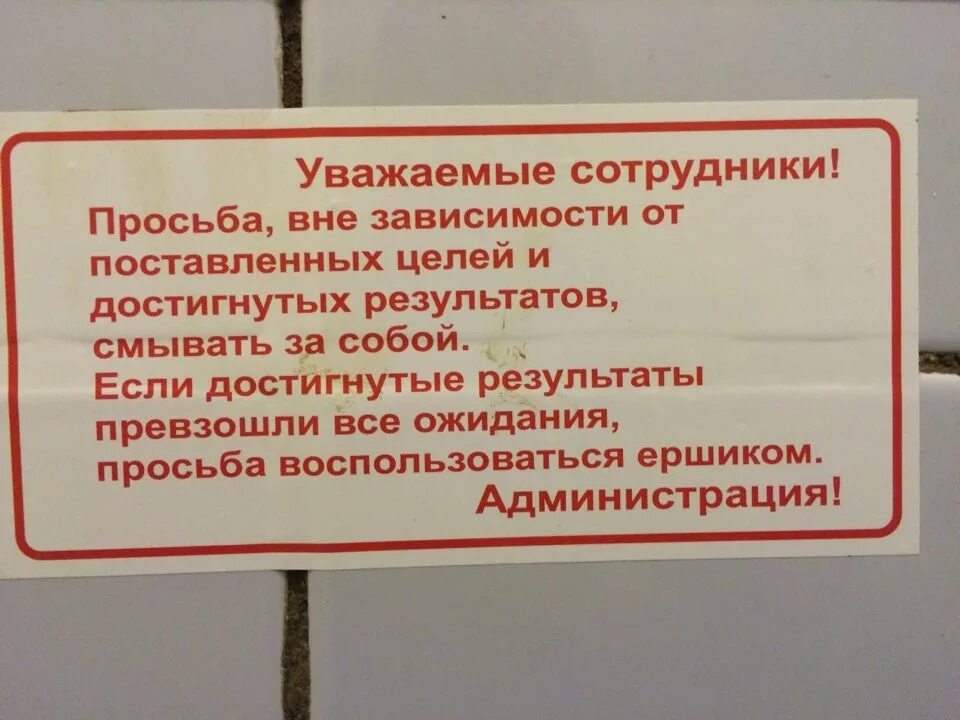 Уважаемые сотрудники!
Просьба, вне зависимости от
поставленных целей и
достигнутых результатов,
смывать за собой.
Если достигнутые результаты
превзошли все ожидания,
просьба воспользоваться ершиком.
Администрация!